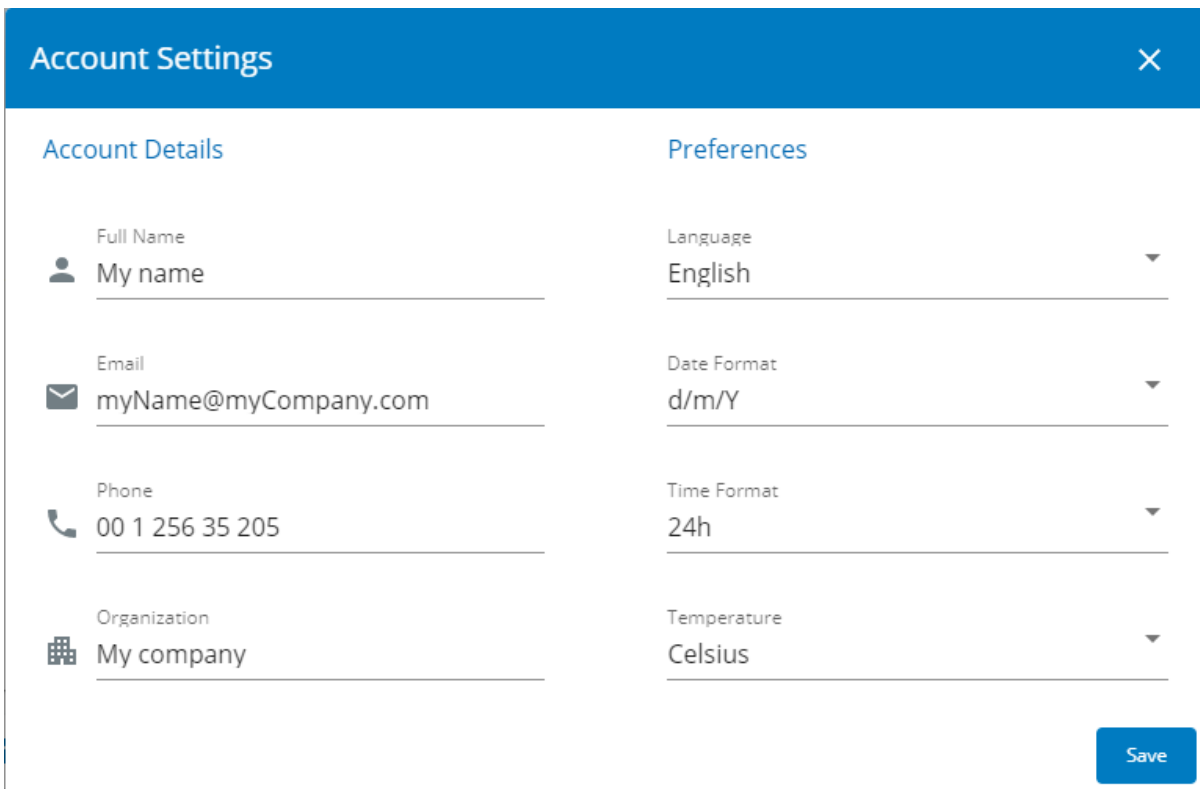 Account Settings
Account Details
Full Name
My name
Email
myName@myCompany.com
Phone
00 1 256 35 205
Organization
My company
Preferences
Language
English
Date Format
d/m/Y
Time Format
24h
Temperature
Celsius
Save